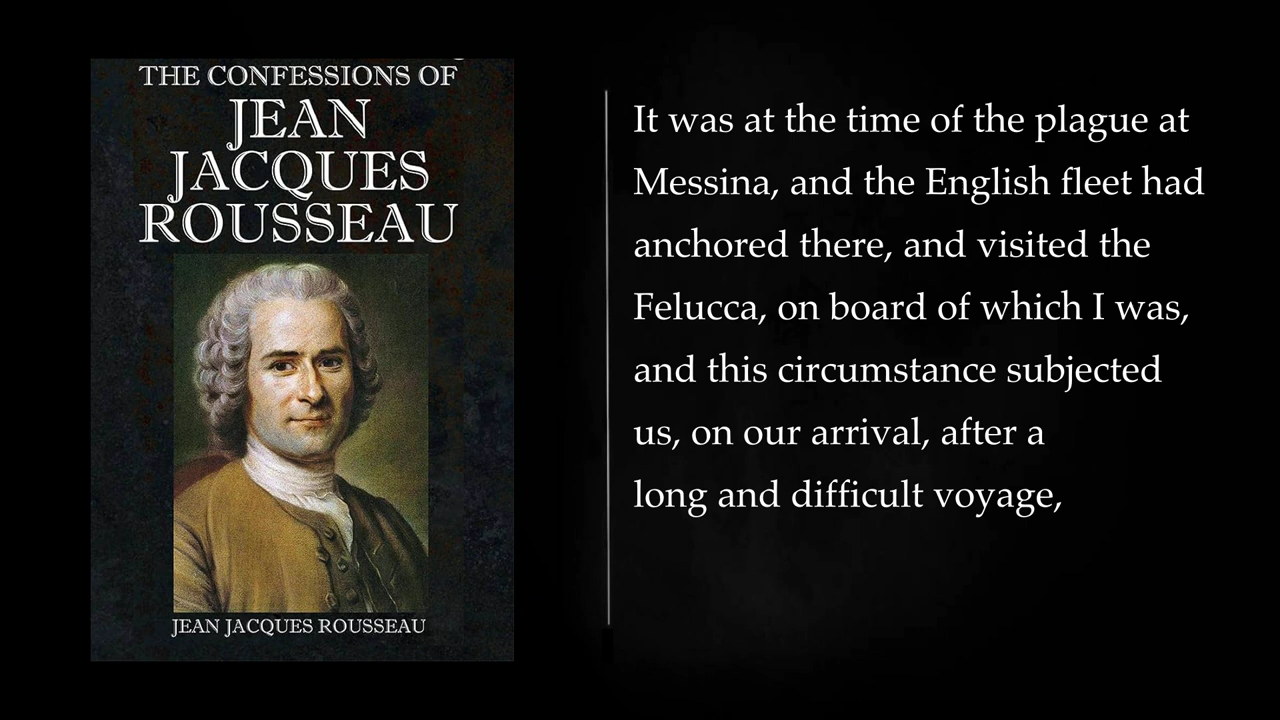 THE CONFESSIONS OF
JEAN
JACQUES
ROUSSEAU
JEAN JACQUES ROUSSEAU
It was at the time of the plague at
Messina, and the English fleet had
anchored there, and visited the
Felucca, on board of which I was,
and this circumstance subjected
us, on our arrival, after a
long and difficult voyage,